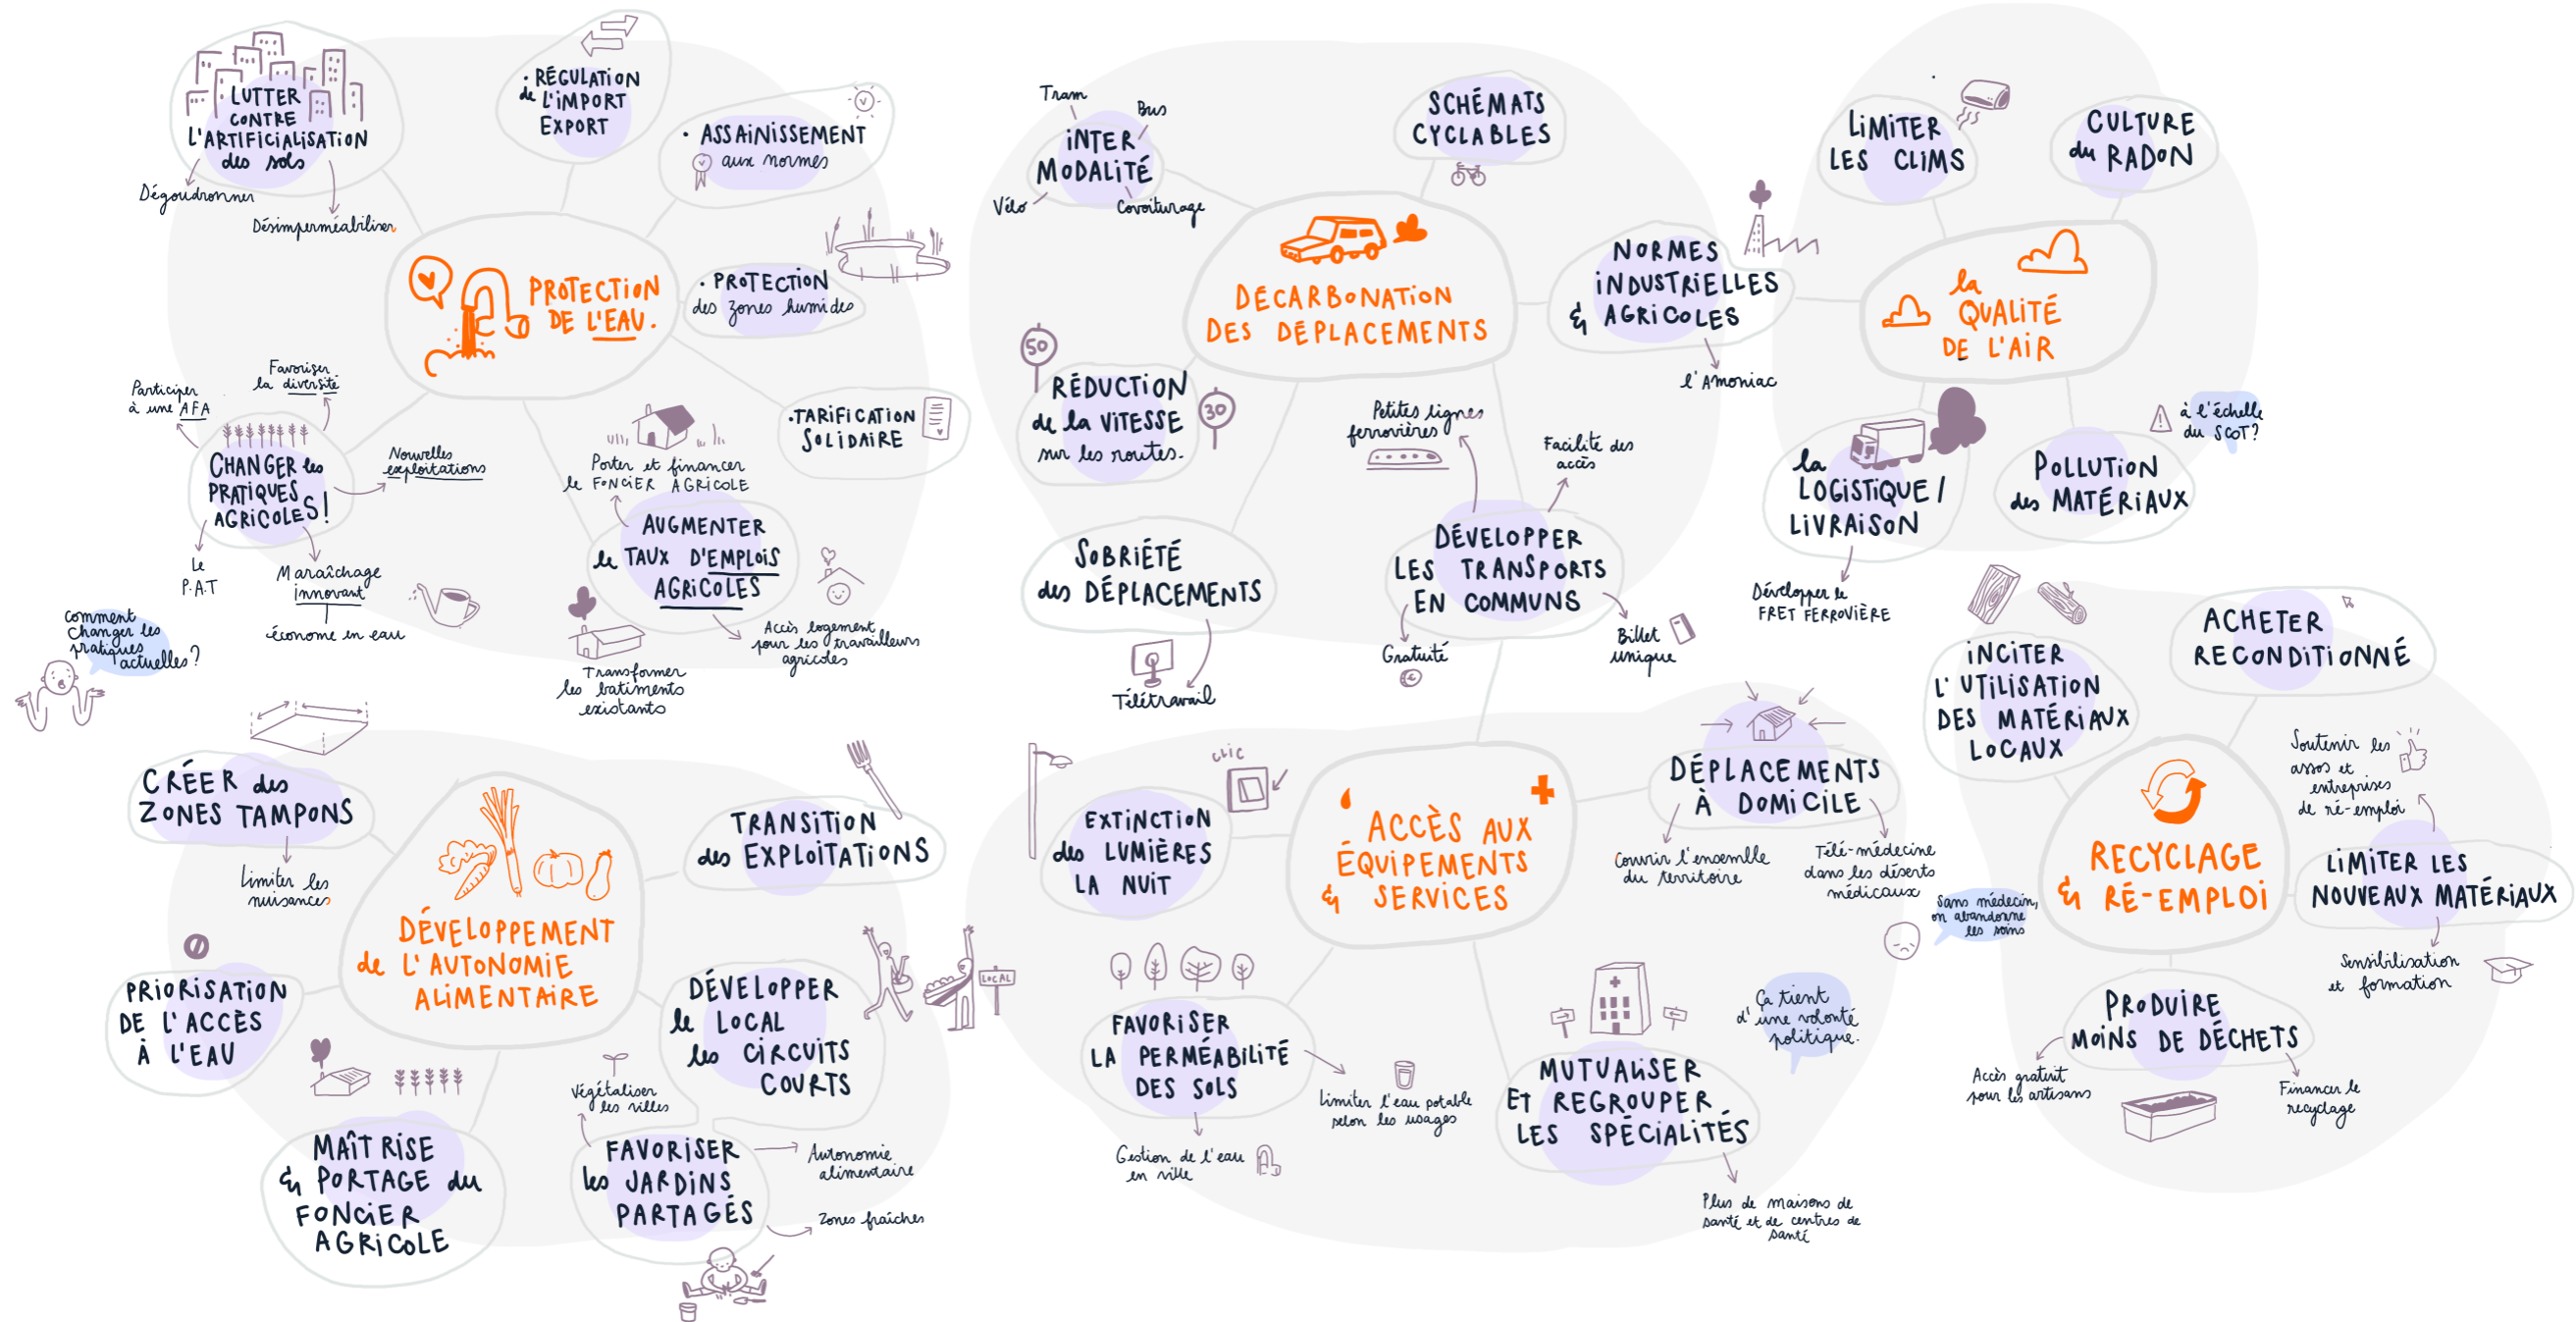 LUTTER
CONTRE
L'ARTIFICIALISATION
des sols
Dégoudronner
Désimperméabiliser
• RÉGULATION
de L'IMPORT
EXPORT
• ASSAINISSEMENT
aux normes
PROTECTION
DE L'EAU.
• PROTECTION
des zones humides
•TARIFICATION
SOLIDAIRE
Participer
à une AFA
Favoriser
la diversité
CHANGER les
PRATIQUES
AGRICOLES!
Nouvelles
exploitations
Le
P.A.T
Maraîchage
innovant
économe en eau
Comment
changer les
pratiques
actuelles?
Porter et financer
le FONCIER AGRICOLE
AUGMENTER
le TAUX D'EMPLOIS
AGRICOLES
Accès logement
pour les travailleurs
agricoles
Transformer
les batiments
existants
Tram
Bus
INTER
MODALITÉ
Vélo
Covoiturage
SCHÉMATS
CYCLABLES
DÉCARBONATION
DES DÉPLACEMENTS
NORMES
INDUSTRIELLES
& AGRICOLES
l'Amoniac
50
RÉDUCTION
de la VITESSE
sur les routes.
30
Petites lignes
ferrovières
Facilité des
accès
SOBRIÉTÉ
des DÉPLACEMENTS
Télétravail
DÉVELOPPER
LES TRANSPORTS
EN COMMUNS
Gratuité
€
Billet
unique
LIMITER
LES CLIMS
CULTURE
du RADON
la
QUALITÉ
DE L'AIR
la
LOGISTIQUE/
LIVRAISON
Développer le
FRET FERROVIÈRE
à l'échelle
du SCOT?
POLLUTION
des MATÉRIAUX
CRÉER des
ZONES TAMPONS
Limiter les
nuisances
TRANSITION
des EXPLOITATIONS
DÉVELOPPEMENT
de L'AUTONOMIE
ALIMENTAIRE
PRIORISATION
DE L'ACCÈS
À L'EAU
DÉVELOPPER
le LOCAL
les CIRCUITS
COURTS
LOCAL
MAÎTRISE
& PORTAGE du
FONCIER
AGRICOLE
Végétaliser
les villes
FAVORISER
les JARDINS
PARTAGÉS
Autonomie
alimentaire
Zones fraîches
CLIC
EXTINCTION
des LUMIÈRES
LA NUIT
ACCÈS AUX
ÉQUIPEMENTS
& SERVICES
DÉPLACEMENTS
À DOMICILE
Couvrir l'ensemble
du territoire
Télé-médecine
dans les déserts
médicaux
Sans médecin,
on abandonne
les soins
FAVORISER
LA PERMÉABILITÉ
DES SOLS
Limiter l'eau potable
selon les usages
Gestion de l'eau
en ville
Ça tient
d'une volonté
politique.
MUTUALISER
ET REGROUPER
LES SPÉCIALITÉS
Plus de maisons de
santé et de centres de
santé
INCITER
L'UTILISATION
DES MATÉRIAUX
LOCAUX
ACHETER
RECONDITIONNÉ
RECYCLAGE
& RÉ-EMPLOI
Soutenir les
assos et
entreprises
de ré-emploi
LIMITER LES
NOUVEAUX MATÉRIAUX
Sensibilisation
et formation
PRODUIRE
MOINS DE DÉCHETS
Accès gratuit
pour les artisans
Financer le
recyclage